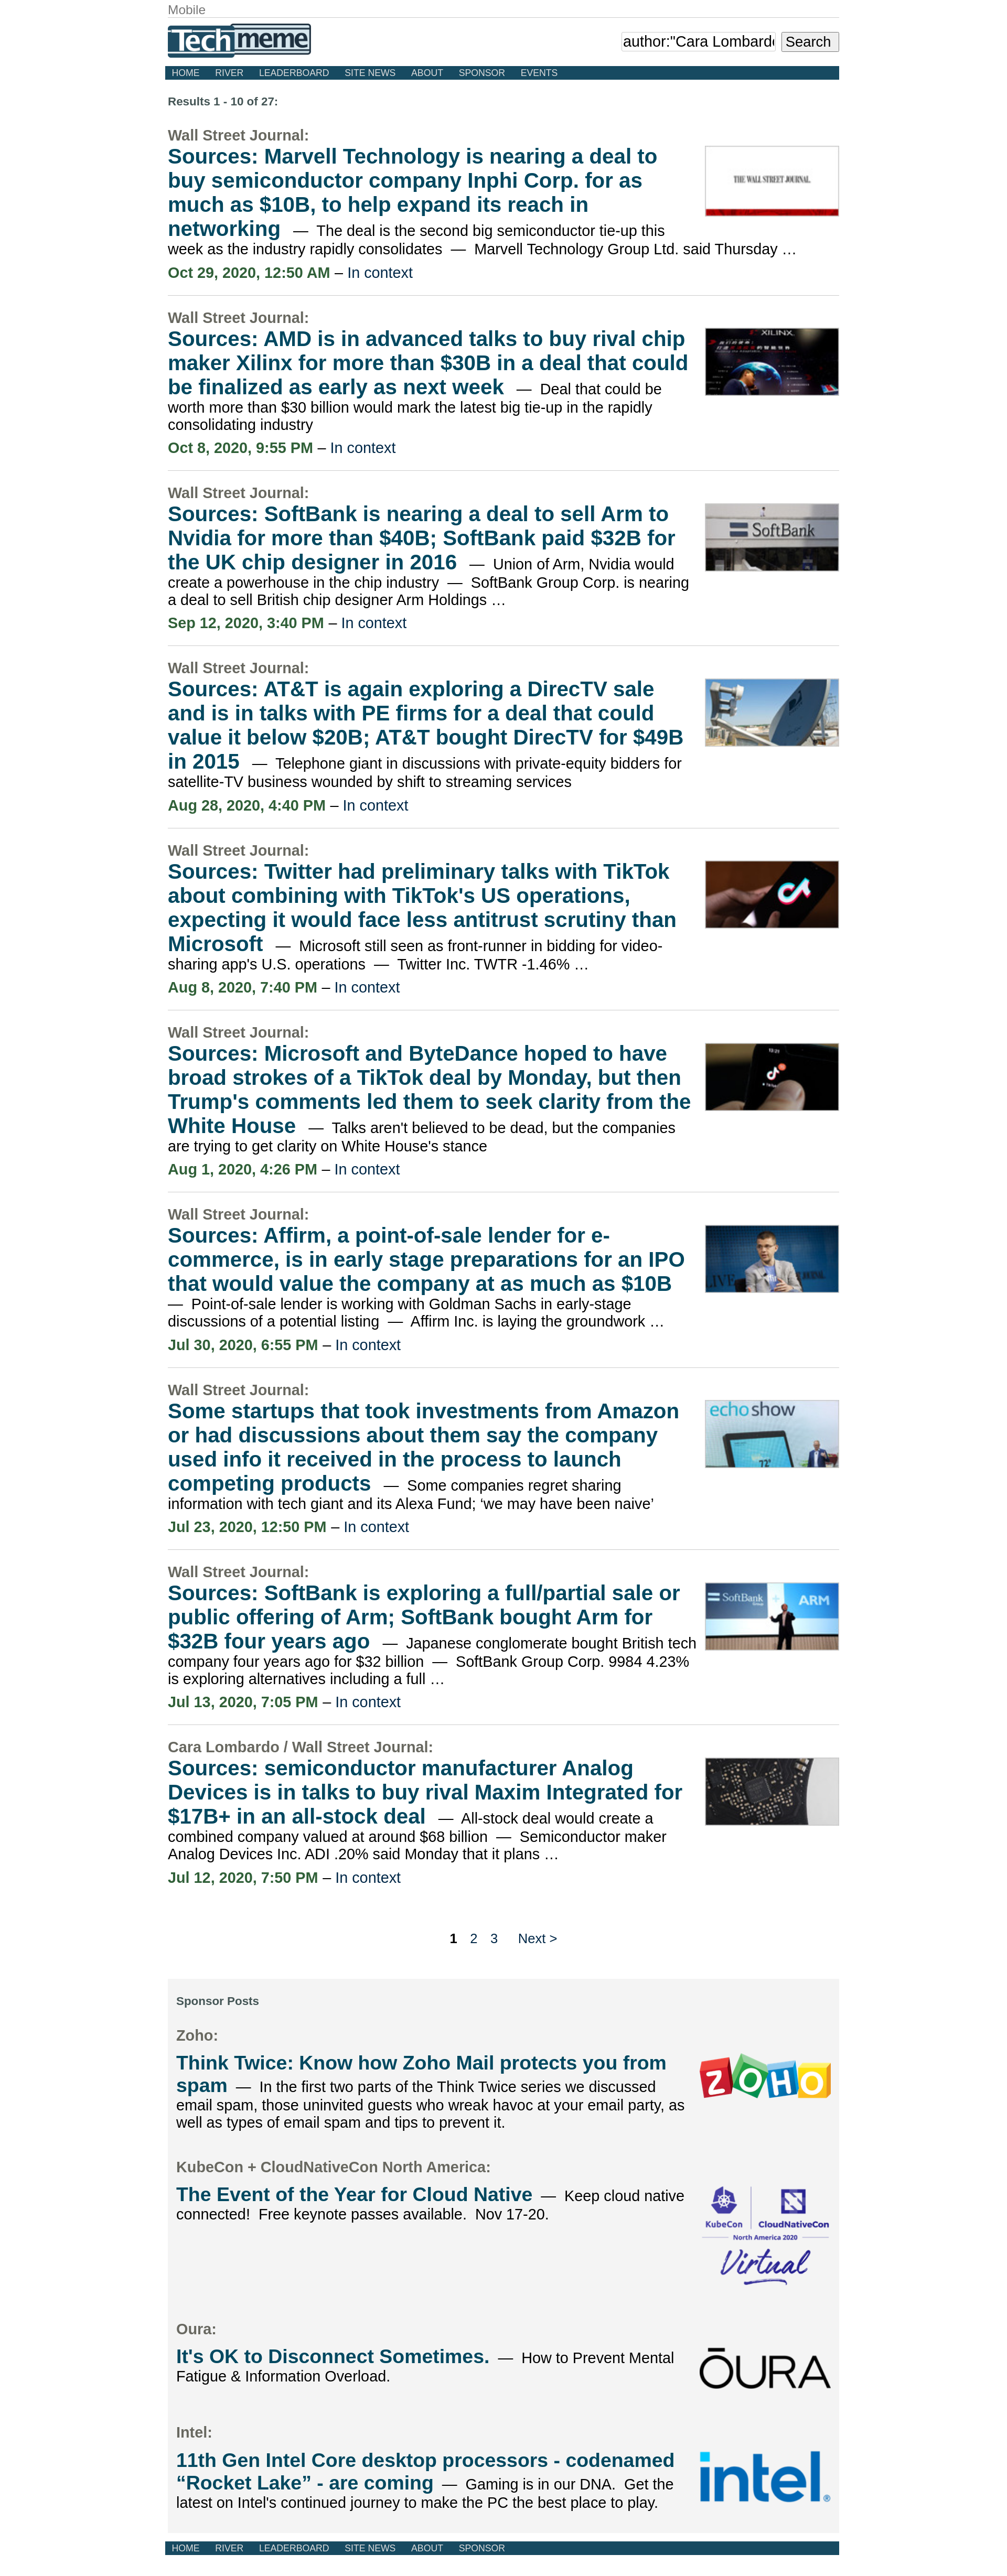 Mobile
Techmeme
author:"Cara Lombard
Search
HOME RIVER LEADERBOARD SITE NEWS ABOUT SPONSOR EVENTS
Results 1 - 10 of 27:
Wall Street Journal:
Sources: Marvell Technology is nearing a deal to
buy semiconductor company Inphi Corp. for as
much as $10B, to help expand its reach in
networking — The deal is the second big semiconductor tie-up this
week as the industry rapidly consolidates — Marvell Technology Group Ltd. said Thursday …
THE WALL STREET JOURNAL
Oct 29, 2020, 12:50 AM – In context
Wall Street Journal:
Sources: AMD is in advanced talks to buy rival chip
maker Xilinx for more than $30B in a deal that could
be finalized as early as next week — Deal that could be
worth more than $30 billion would mark the latest big tie-up in the rapidly
consolidating industry
XILINX
Oct 8, 2020, 9:55 PM – In context
Wall Street Journal:
Sources: SoftBank is nearing a deal to sell Arm to
Nvidia for more than $40B; SoftBank paid $32B for
the UK chip designer in 2016 — Union of Arm, Nvidia would
create a powerhouse in the chip industry — SoftBank Group Corp. is nearing
a deal to sell British chip designer Arm Holdings …
SoftBank
Sep 12, 2020, 3:40 PM – In context
Wall Street Journal:
Sources: AT&T is again exploring a DirecTV sale
and is in talks with PE firms for a deal that could
value it below $20B; AT&T bought DirecTV for $49B
in 2015 — Telephone giant in discussions with private-equity bidders for
satellite-TV business wounded by shift to streaming services
Aug 28, 2020, 4:40 PM – In context
Wall Street Journal:
Sources: Twitter had preliminary talks with TikTok
about combining with TikTok's US operations,
expecting it would face less antitrust scrutiny than
Microsoft — Microsoft still seen as front-runner in bidding for video-
sharing app's U.S. operations — Twitter Inc. TWTR -1.46% …
Aug 8, 2020, 7:40 PM – In context
Wall Street Journal:
Sources: Microsoft and ByteDance hoped to have
broad strokes of a TikTok deal by Monday, but then
Trump's comments led them to seek clarity from the
White House — Talks aren't believed to be dead, but the companies
are trying to get clarity on White House's stance
Aug 1, 2020, 4:26 PM – In context
Wall Street Journal:
Sources: Affirm, a point-of-sale lender for e-
commerce, is in early stage preparations for an IPO
that would value the company at as much as $10B
— Point-of-sale lender is working with Goldman Sachs in early-stage
discussions of a potential listing — Affirm Inc. is laying the groundwork …
Jul 30, 2020, 6:55 PM – In context
Wall Street Journal:
Some startups that took investments from Amazon
or had discussions about them say the company
used info it received in the process to launch
competing products — Some companies regret sharing
information with tech giant and its Alexa Fund; ‘we may have been naive’
echo show
72°
Jul 23, 2020, 12:50 PM – In context
Wall Street Journal:
Sources: SoftBank is exploring a full/partial sale or
public offering of Arm; SoftBank bought Arm for
$32B four years ago — Japanese conglomerate bought British tech
company four years ago for $32 billion — SoftBank Group Corp. 9984 4.23%
is exploring alternatives including a full …
SoftBank + ARM
Jul 13, 2020, 7:05 PM – In context
Cara Lombardo / Wall Street Journal:
Sources: semiconductor manufacturer Analog
Devices is in talks to buy rival Maxim Integrated for
$17B+ in an all-stock deal — All-stock deal would create a
combined company valued at around $68 billion — Semiconductor maker
Analog Devices Inc. ADI .20% said Monday that it plans …
Jul 12, 2020, 7:50 PM – In context
1 2 3 Next >
Sponsor Posts
Zoho:
Think Twice: Know how Zoho Mail protects you from
spam — In the first two parts of the Think Twice series we discussed
email spam, those uninvited guests who wreak havoc at your email party, as
well as types of email spam and tips to prevent it.
ZOHO
KubeCon + CloudNativeCon North America:
The Event of the Year for Cloud Native — Keep cloud native
connected! Free keynote passes available. Nov 17-20.
KubeCon CloudNativeCon
North America 2020
Virtual
Oura:
It's OK to Disconnect Sometimes. — How to Prevent Mental
Fatigue & Information Overload.
ŌURA
Intel:
11th Gen Intel Core desktop processors - codenamed
“Rocket Lake” - are coming — Gaming is in our DNA. Get the
latest on Intel's continued journey to make the PC the best place to play.
intel®
HOME RIVER LEADERBOARD SITE NEWS ABOUT SPONSOR